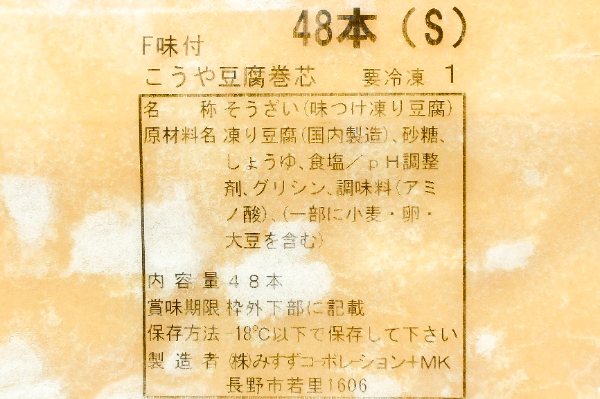 48本(S)
F味付
こうや豆腐巻芯 要冷凍 1
名 称 そうざい(味つけ凍り豆腐)
原材料名 凍り豆腐(国内製造)、砂糖、
しょうゆ、食塩/pH調整
剤、グリシン、調味料(アミ
ノ酸)、(一部に小麦・卵・
大豆を含む)
内 容 量 48本
賞味期限 枠外下部に記載
保存方法 -18℃以下で保存して下さい
製 造 者 ㈱みすずコーポレーション+MK
長野市若里1606